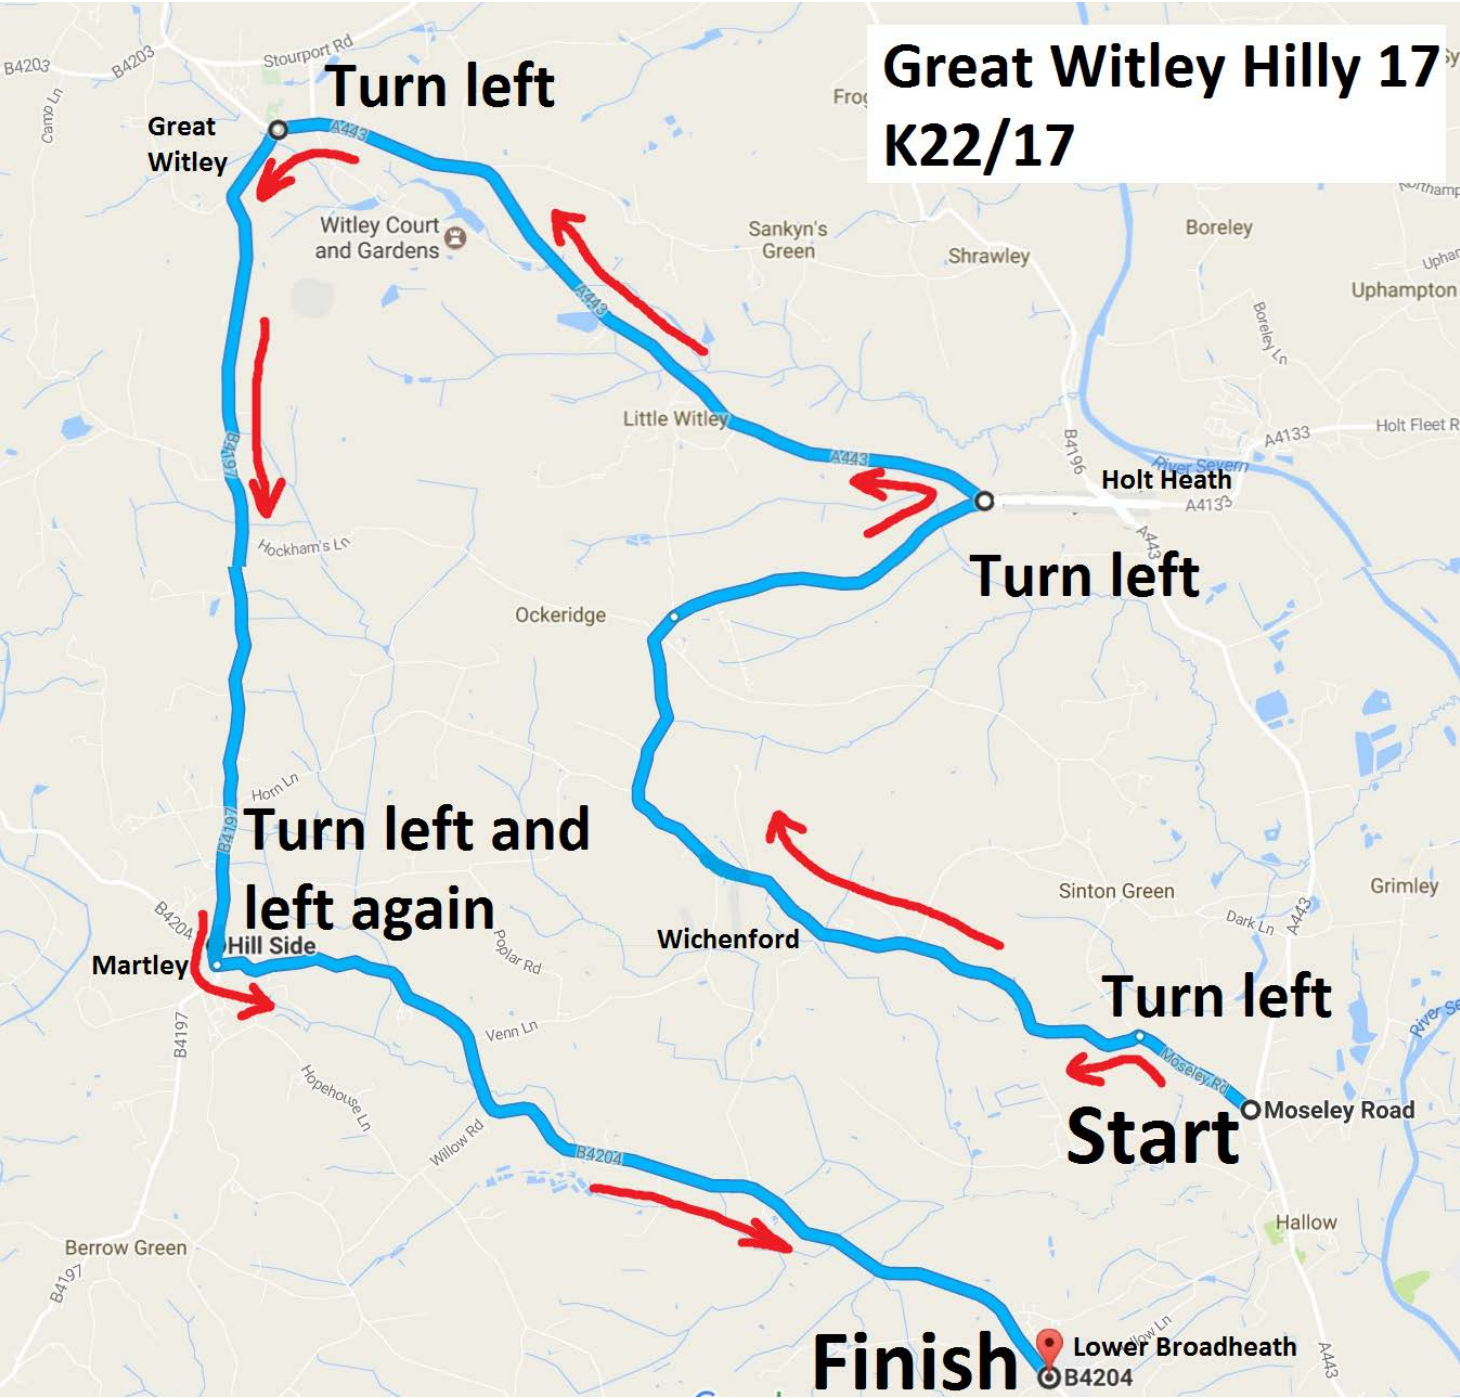 Great Witley Hilly 17
K22/17
B4203
B4203
Stourport Rd
Turn left
Camp Ln
Great
Witley
A443
Witley Court
and Gardens
Sankyn's
Green
Shrawley
Boreley
Uphampton
Boreley Ln
A443
Little Witley
B4197
A443
B4196
River Severn
A4133
Holt Fleet R
Holt Heath
A4133
A443
Hockham's Ln
Turn left
Ockeridge
Horn Ln
B4197
Turn left and
left again
B4204
Hill Side
Martley
Poplar Rd
Wichenford
Sinton Green
Grimley
Dark Ln
A443
Turn left
Moseley Rd
Start
Moseley Road
B4197
Venn Ln
Hopehouse Ln
Willow Rd
B4204
Hallow
Berrow Green
B4197
Finish
Lower Broadheath
B4204
A443